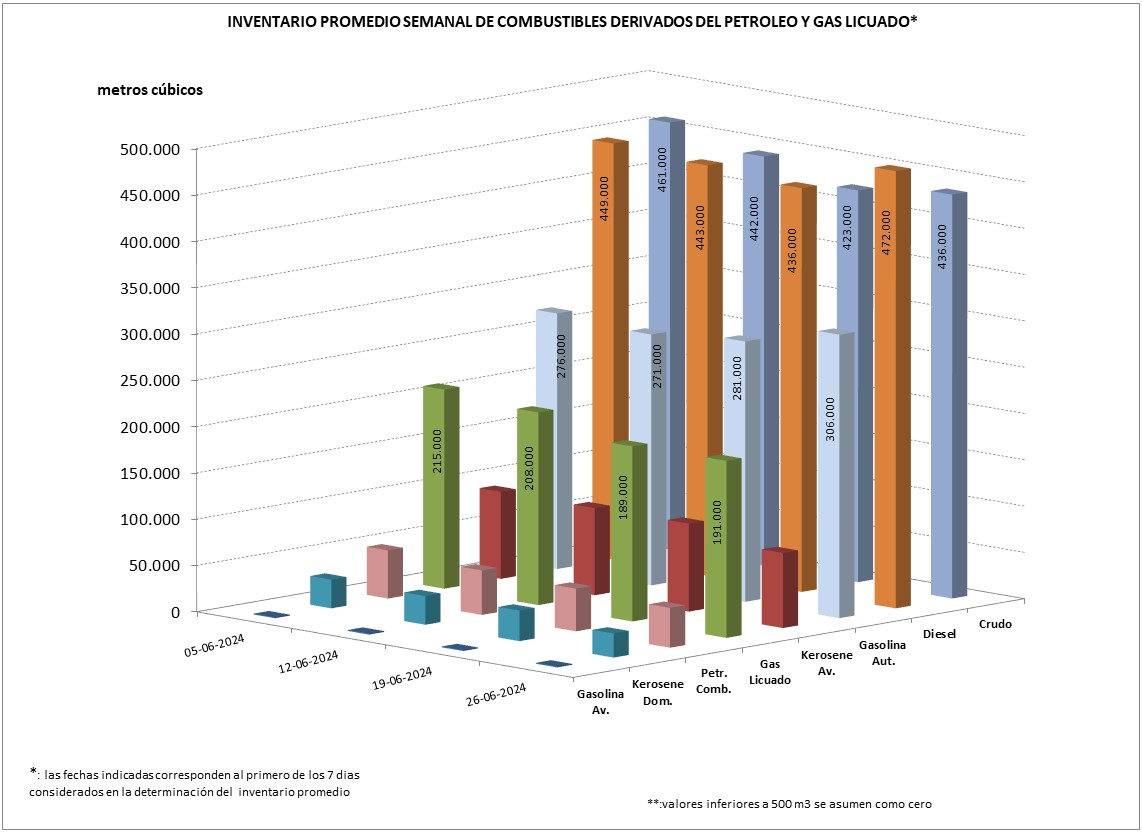 INVENTARIO PROMEDIO SEMANAL DE COMBUSTIBLES DERIVADOS DEL PETROLEO Y GAS LICUADO*
metros cúbicos
500.000
450.000
400.000
350.000
300.000
250.000
200.000
150.000
100.000
50.000
0
449.000
461.000
443.000
442.000
436.000
423.000
472.000
436.000
276.000
271.000
281.000
306.000
215.000
208.000
189.000
191.000
05-06-2024
12-06-2024
19-06-2024
26-06-2024
Gasolina
Av.
Kerosene
Dom.
Petr.
Comb.
Gas
Licuado
Kerosene
Av.
Gasolina
Aut.
Diesel
Crudo
*: las fechas indicadas corresponden al primero de los 7 dias
considerados en la determinación del inventario promedio
**:valores inferiores a 500 m3 se asumen como cero